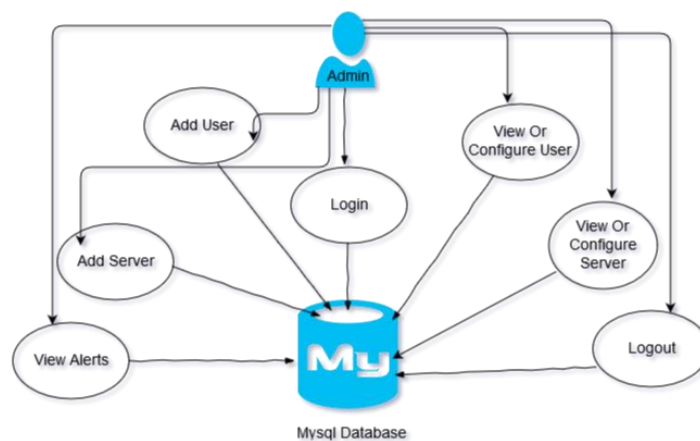 Admin
Add User
View Or
Configure User
Login
View Or
Configure
Server
Add Server
View Alerts
My
Logout
Mysql Database